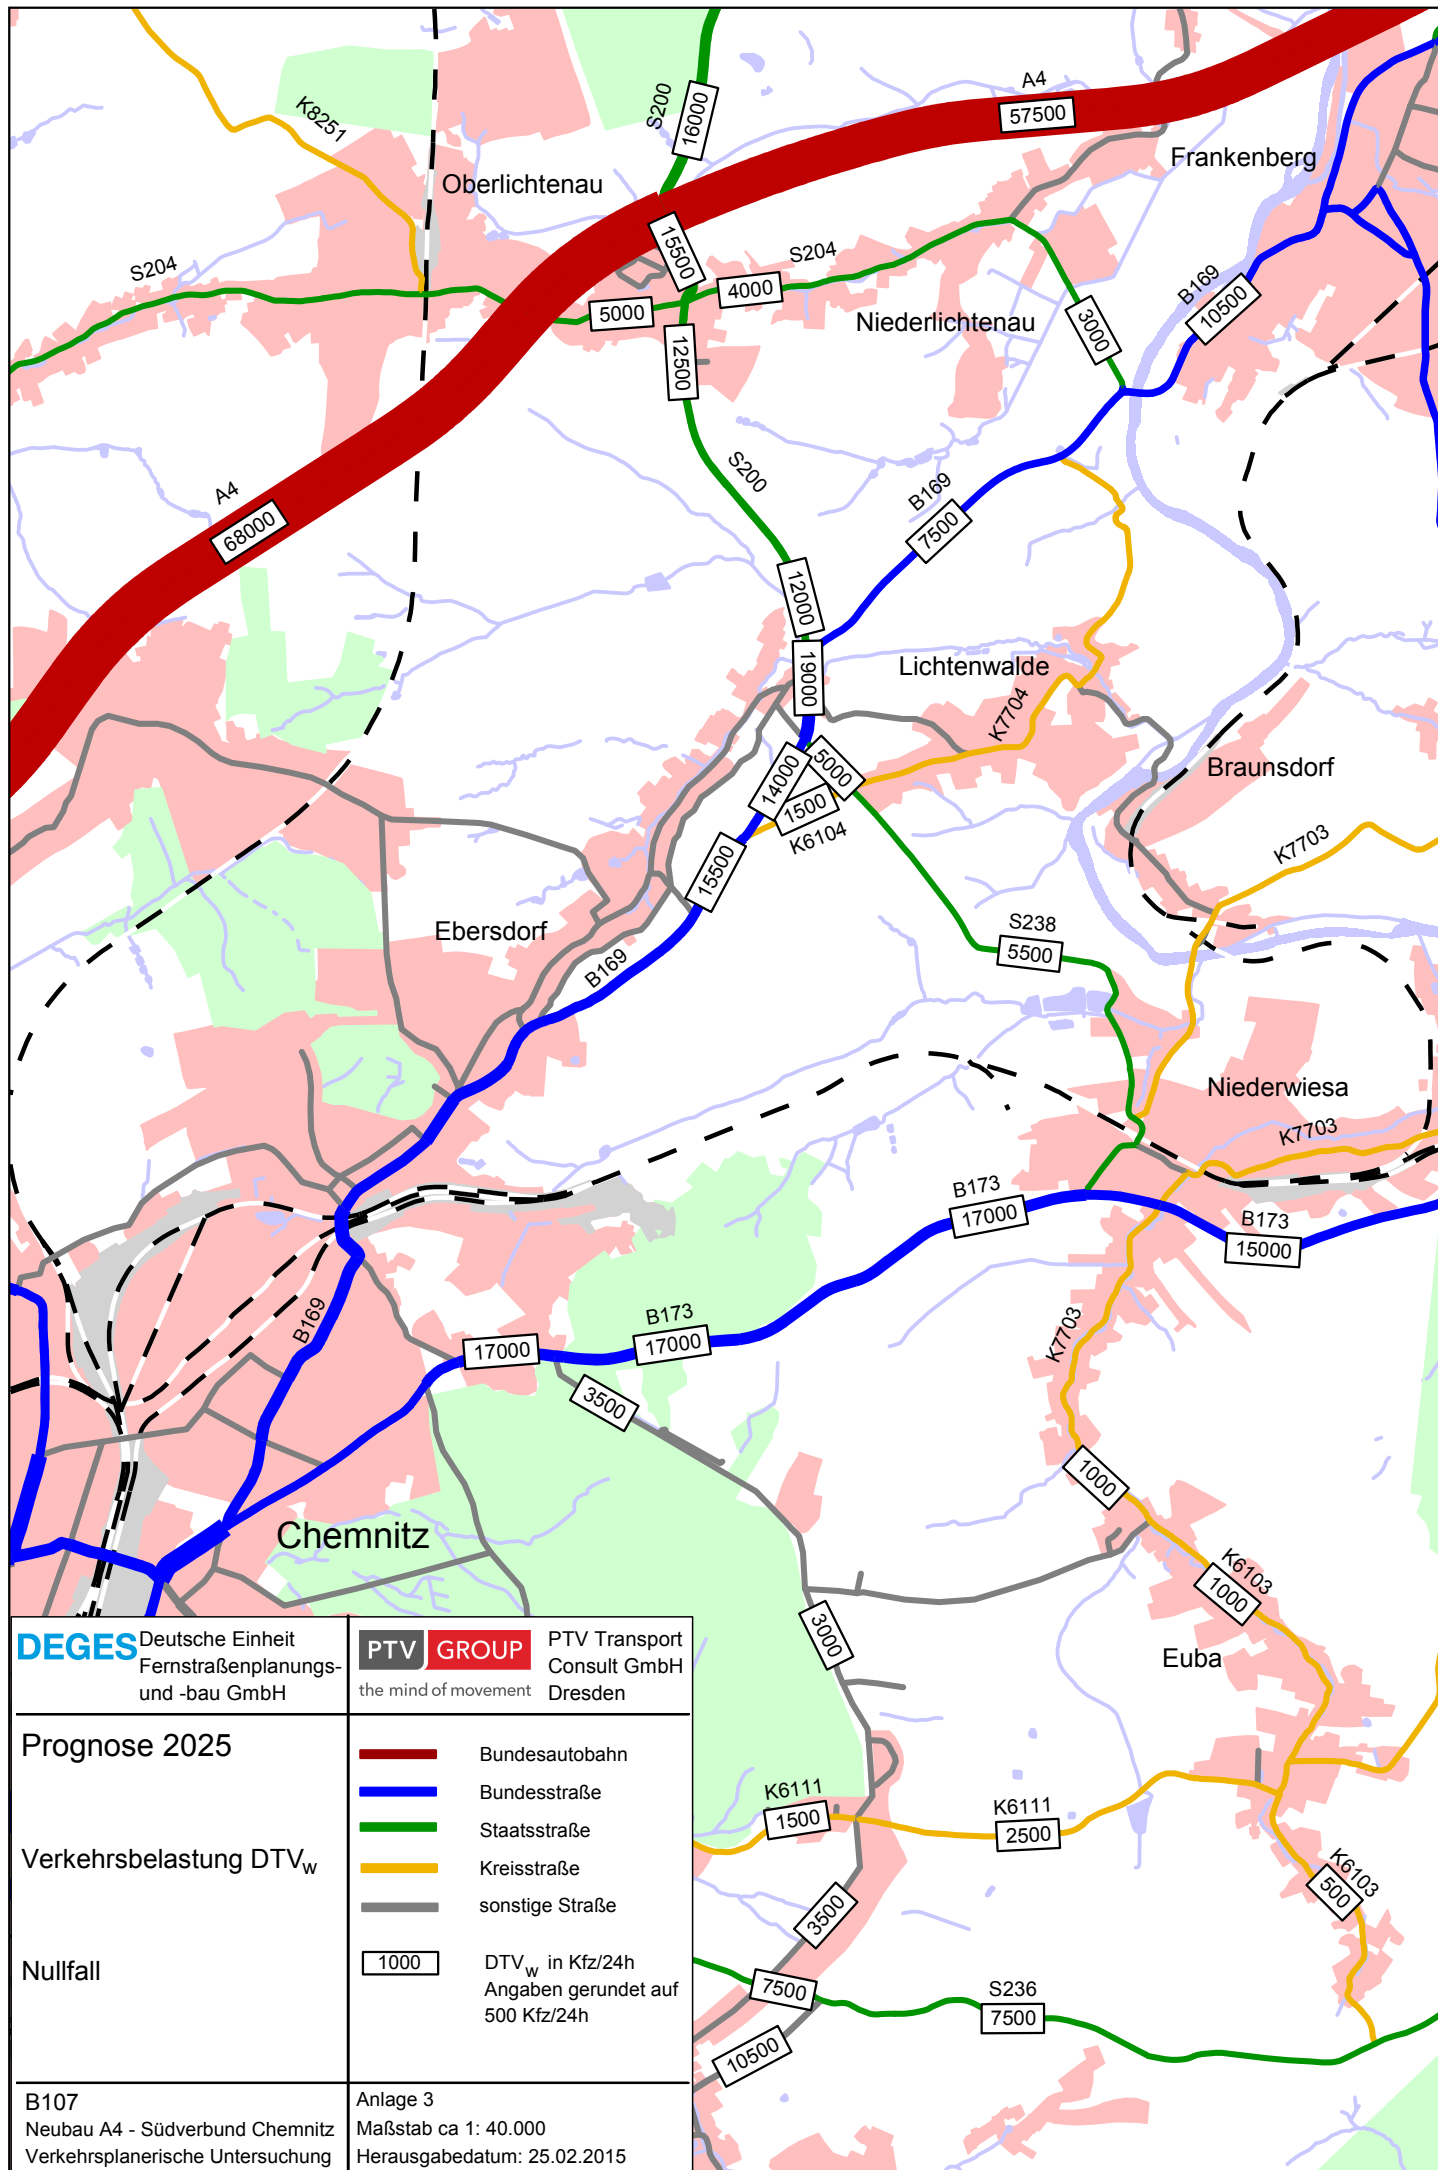 A4
57500
S200
16000
K8251
Frankenberg
Oberlichtenau
15500
S204
S204
4000
5000
B169
10500
Niederlichtenau
3000
12500
S200
B169
7500
A4
68000
12000
Lichtenwalde
19000
K7704
Braunsdorf
14000
5000
1500
K6104
K7703
15500
Ebersdorf
S238
5500
B169
Niederwiesa
K7703
B173
17000
B173
15000
B169
B173
17000
17000
K7703
3500
1000
Chemnitz
K6103
1000
3000
Euba
K6111
1500
K6111
2500
K6103
500
3500
7500
S236
7500
10500
DEGES Deutsche Einheit
Fernstraßenplanungs-
und -bau GmbH
PTV GROUP
the mind of movement
PTV Transport
Consult GmbH
Dresden
Prognose 2025
Verkehrsbelastung DTVw
Nullfall
Bundesautobahn
Bundesstraße
Staatsstraße
Kreisstraße
sonstige Straße
1000 DTVw in Kfz/24h
Angaben gerundet auf
500 Kfz/24h
B107
Neubau A4 - Südverbund Chemnitz
Verkehrsplanerische Untersuchung
Anlage 3
Maßstab ca 1: 40.000
Herausgabedatum: 25.02.2015